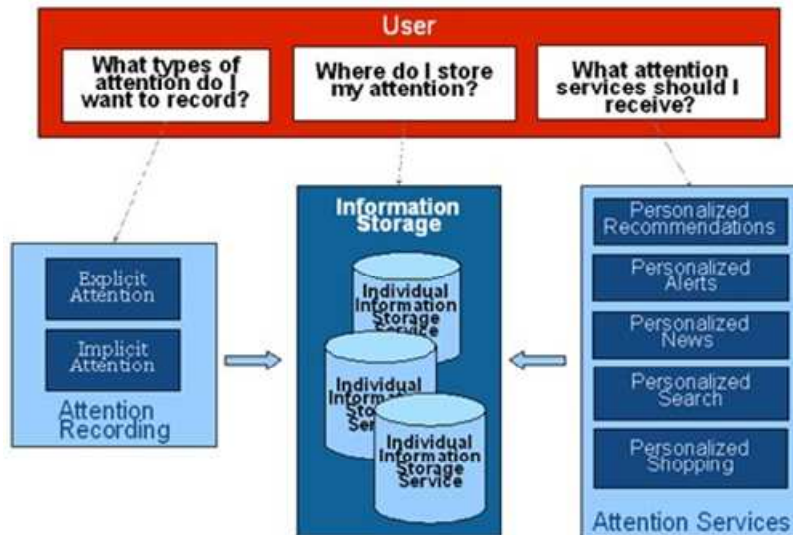 User
What types of
attention do I
want to record?
Where do I store
my attention?
What attention
services should I
receive?
Explicit
Attention
Implicit
Attention
Attention
Recording
Information
Storage
Individual
Information
Storage
Service
Individual
Information
Individual
Information
Storage
Service
Personalized
Recommendations
Personalized
Alerts
Personalized
News
Personalized
Search
Personalized
Shopping
Attention Services